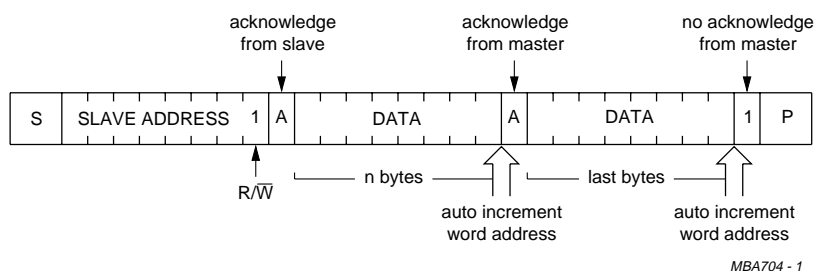 acknowledge
from slave
acknowledge
from master
no acknowledge
from master
S SLAVE ADDRESS 1 A DATA A DATA 1 P
R/W̅
n bytes
last bytes
auto increment
word address
auto increment
word address
MBA704 - 1